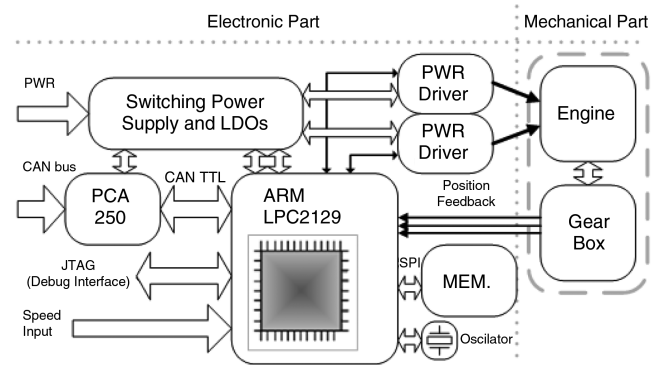 Electronic Part
Mechanical Part
PWR
Switching Power
Supply and LDOs
PWR
Driver
PWR
Driver
Engine
CAN bus
PCA
250
CAN TTL
ARM
LPC2129
Position
Feedback
Gear
Box
JTAG
(Debug Interface)
SPI
MEM.
Speed
Input
Oscilator